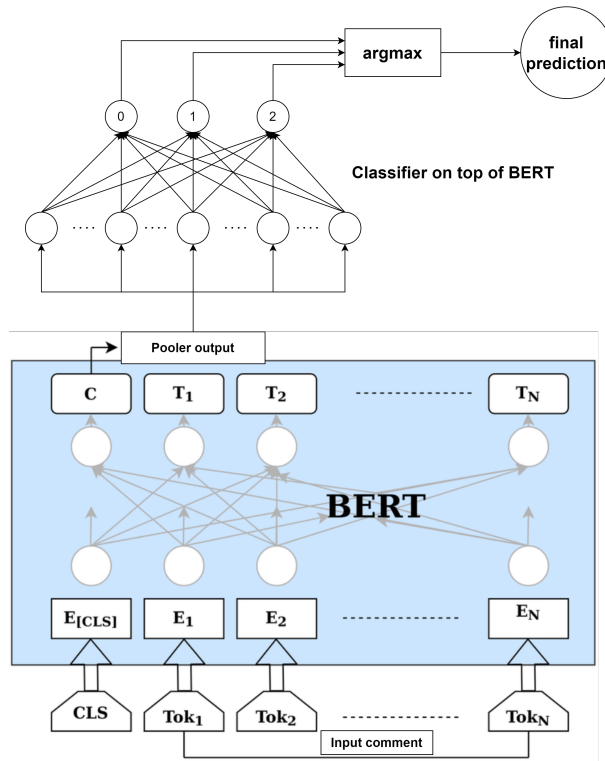 argmax
final
prediction
0 1 2
Classifier on top of BERT
.... .... .... ....
Pooler output
C T1 T2 TN
BERT
E[CLS] E1 E2 EN
CLS Tok1 Tok2 TokN
Input comment